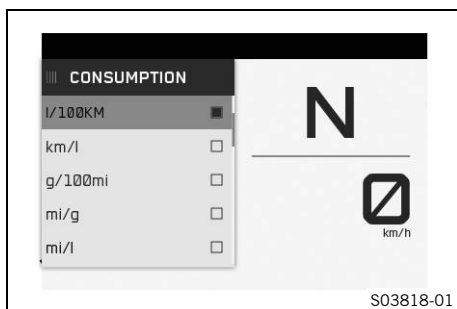 CONSUMPTION
l/100KM
km/l
g/100mi
mi/g
mi/l
N
0
km/h
S03818-01